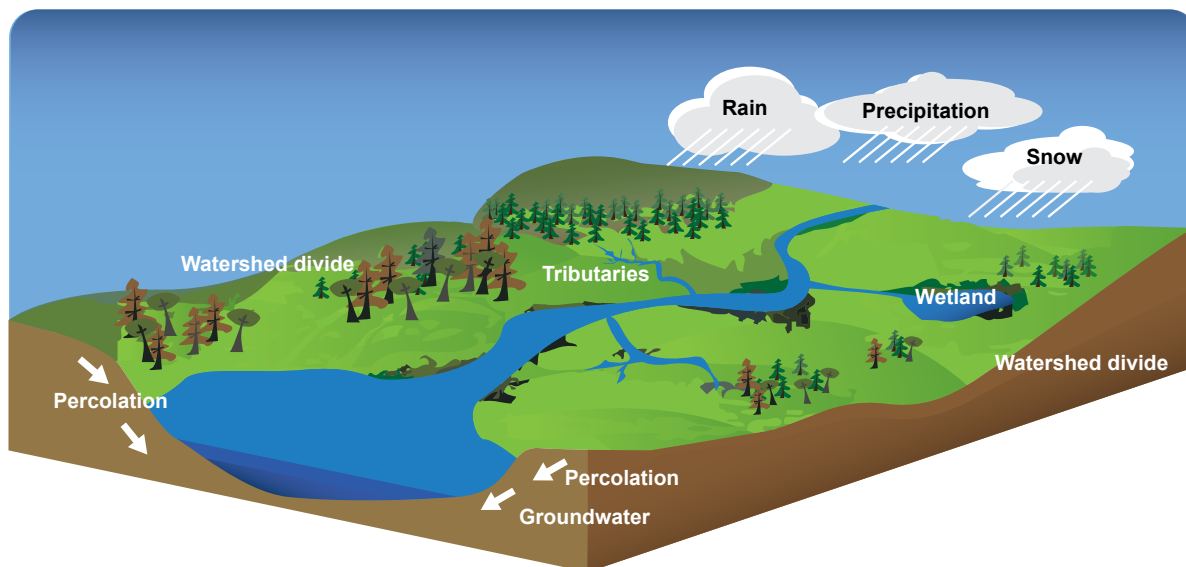 Rain
Precipitation
Snow
Watershed divide
Tributaries
Wetland
Watershed divide
Percolation
Percolation
Groundwater